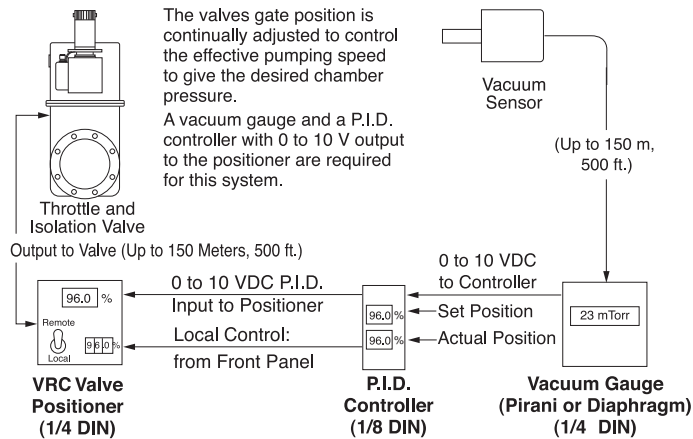 The valves gate position is
continually adjusted to control
the effective pumping speed
to give the desired chamber
pressure.
A vacuum gauge and a P.I.D.
controller with 0 to 10 V output
to the positioner are required
for this system.
Vacuum
Sensor
(Up to 150 m,
500 ft.)
Throttle and
Isolation Valve
Output to Valve (Up to 150 Meters, 500 ft.)
0 to 10 VDC P.I.D.
Input to Positioner
Local Control:
from Front Panel
0 to 10 VDC
to Controller
Set Position
Actual Position
96.0 %
Remote
Local
96.0%
96.0%
96.0%
23 mTorr
VRC Valve
Positioner
(1/4 DIN)
P.I.D.
Controller
(1/8 DIN)
Vacuum Gauge
(Pirani or Diaphragm)
(1/4 DIN)